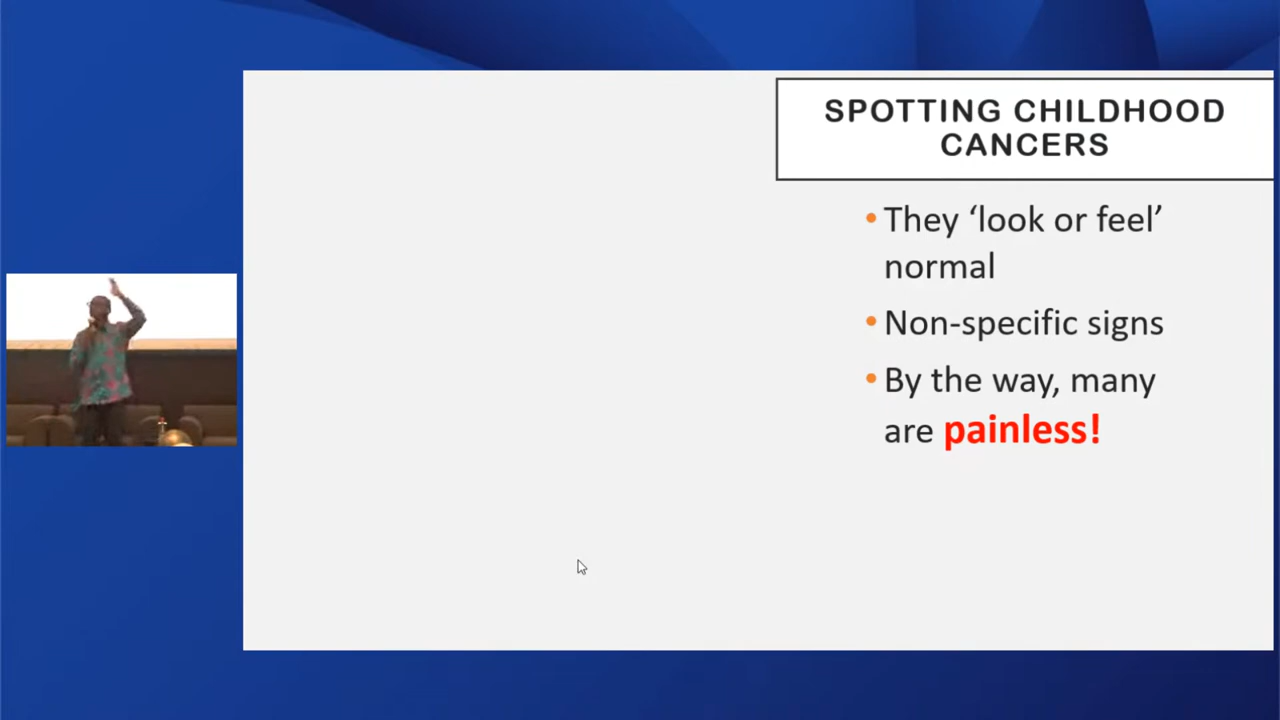 SPOTTING CHILDHOOD
CANCERS
• They ‘look or feel’
normal
• Non-specific signs
• By the way, many
are painless!